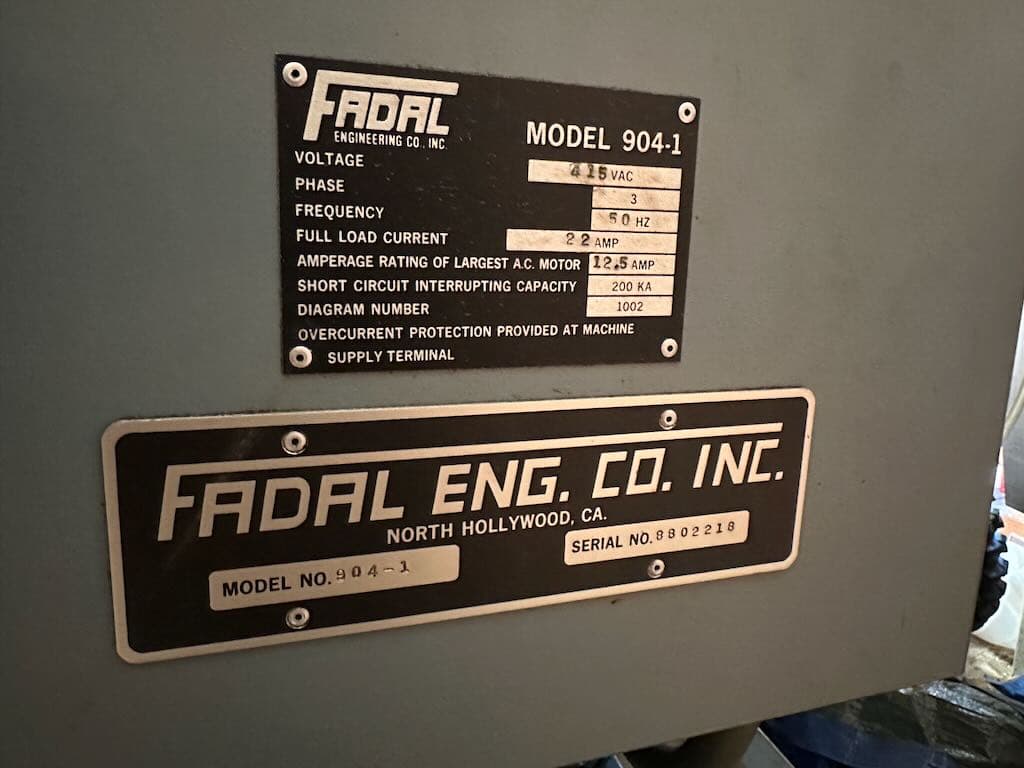 FADAL
ENGINEERING CO., INC.
MODEL 904-1
VOLTAGE 415 VAC
PHASE 3
FREQUENCY 50 HZ
FULL LOAD CURRENT 22 AMP
AMPERAGE RATING OF LARGEST A.C. MOTOR 12.5 AMP
SHORT CIRCUIT INTERRUPTING CAPACITY 200 KA
DIAGRAM NUMBER 1002
OVERCURRENT PROTECTION PROVIDED AT MACHINE
SUPPLY TERMINAL
FADAL ENG. CO. INC.
NORTH HOLLYWOOD, CA.
MODEL NO. 904-1
SERIAL NO. 8802218